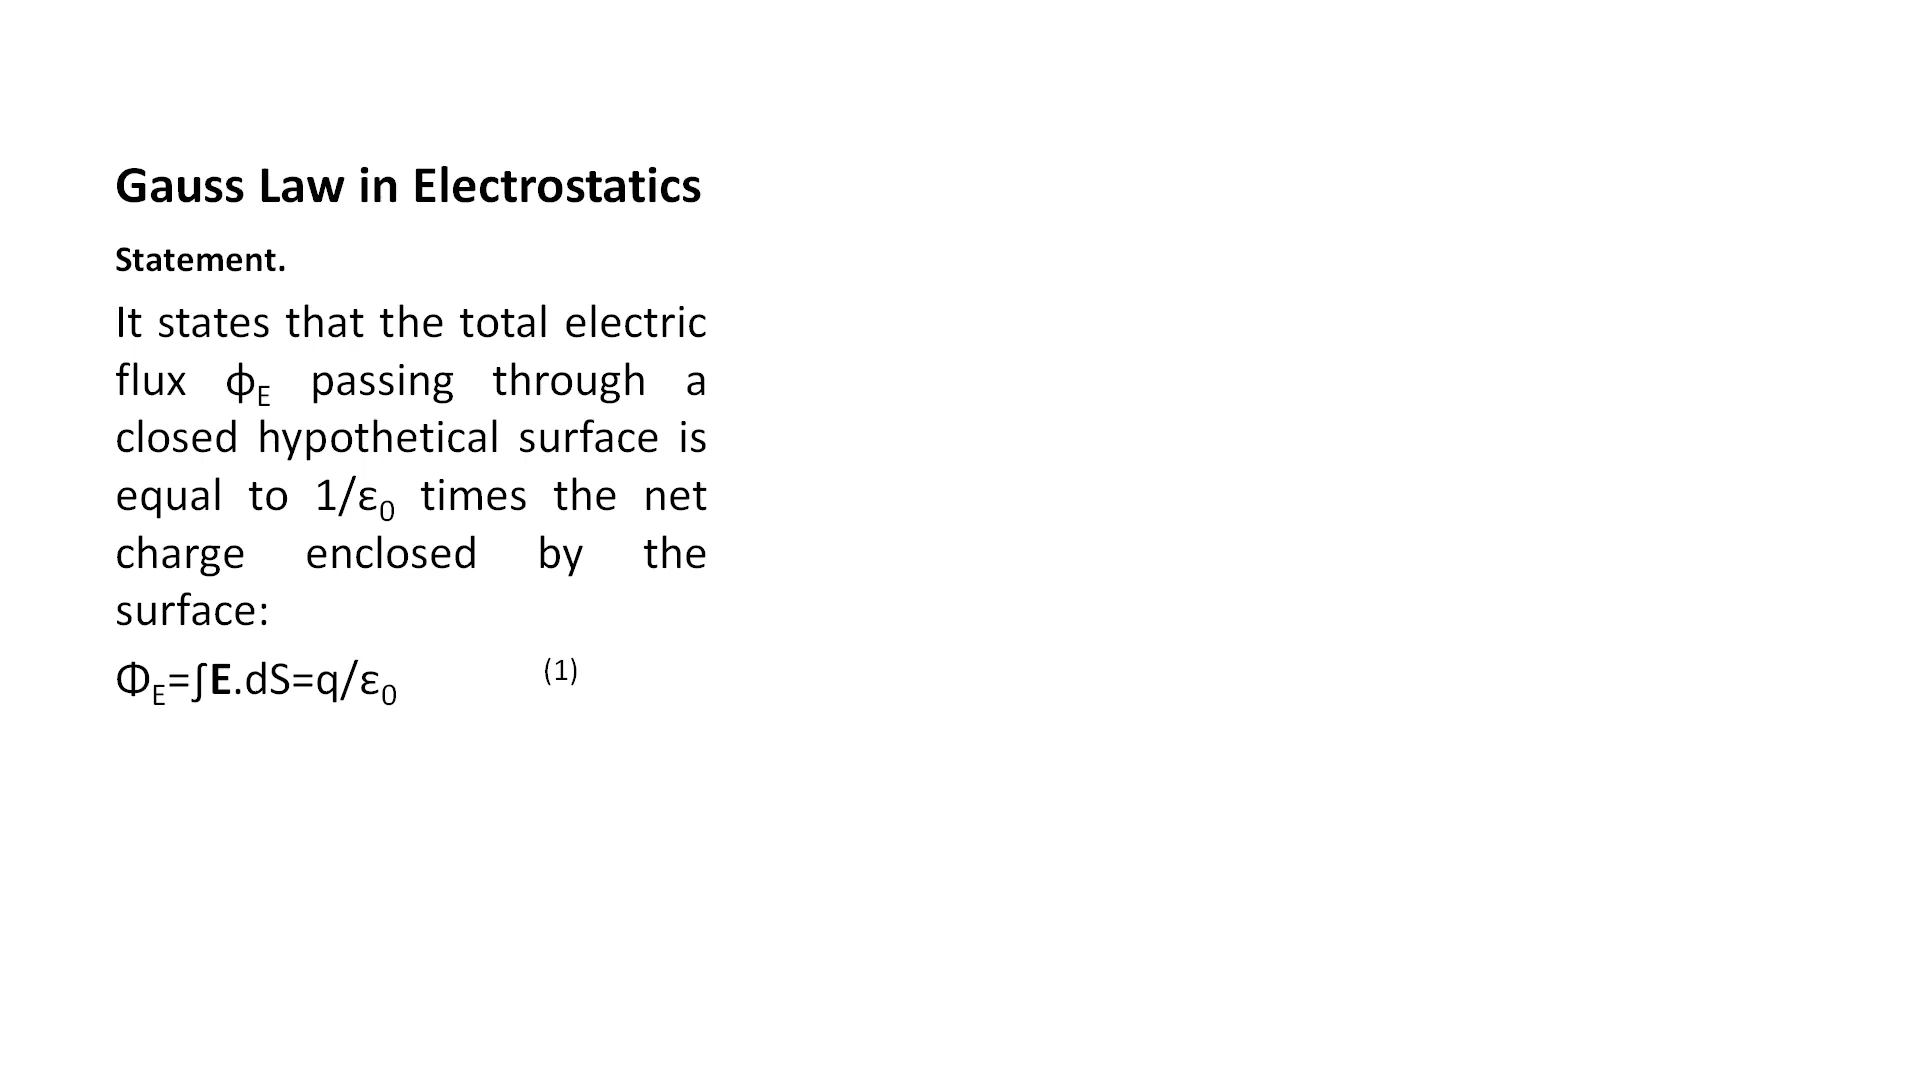 Gauss Law in Electrostatics
Statement.
It states that the total electric
flux ϕE passing through a
closed hypothetical surface is
equal to 1/ε0 times the net
charge enclosed by the
surface:
ΦE=∫E.dS=q/ε0 (1)